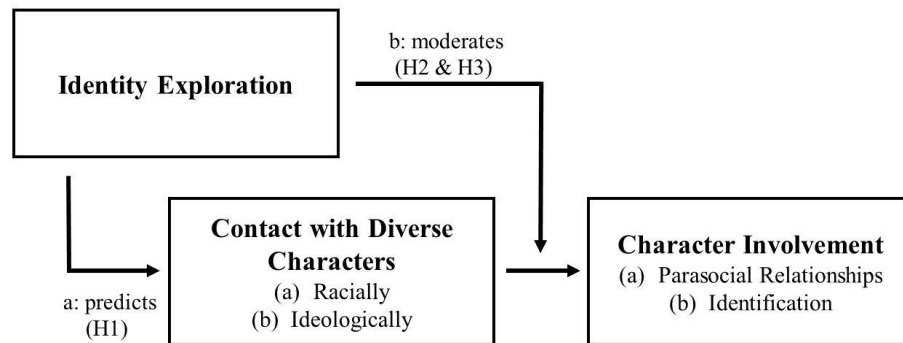 Identity Exploration
b: moderates
(H2 & H3)
Contact with Diverse
Characters
(a) Racially
(b) Ideologically
Character Involvement
(a) Parasocial Relationships
(b) Identification
a: predicts
(H1)